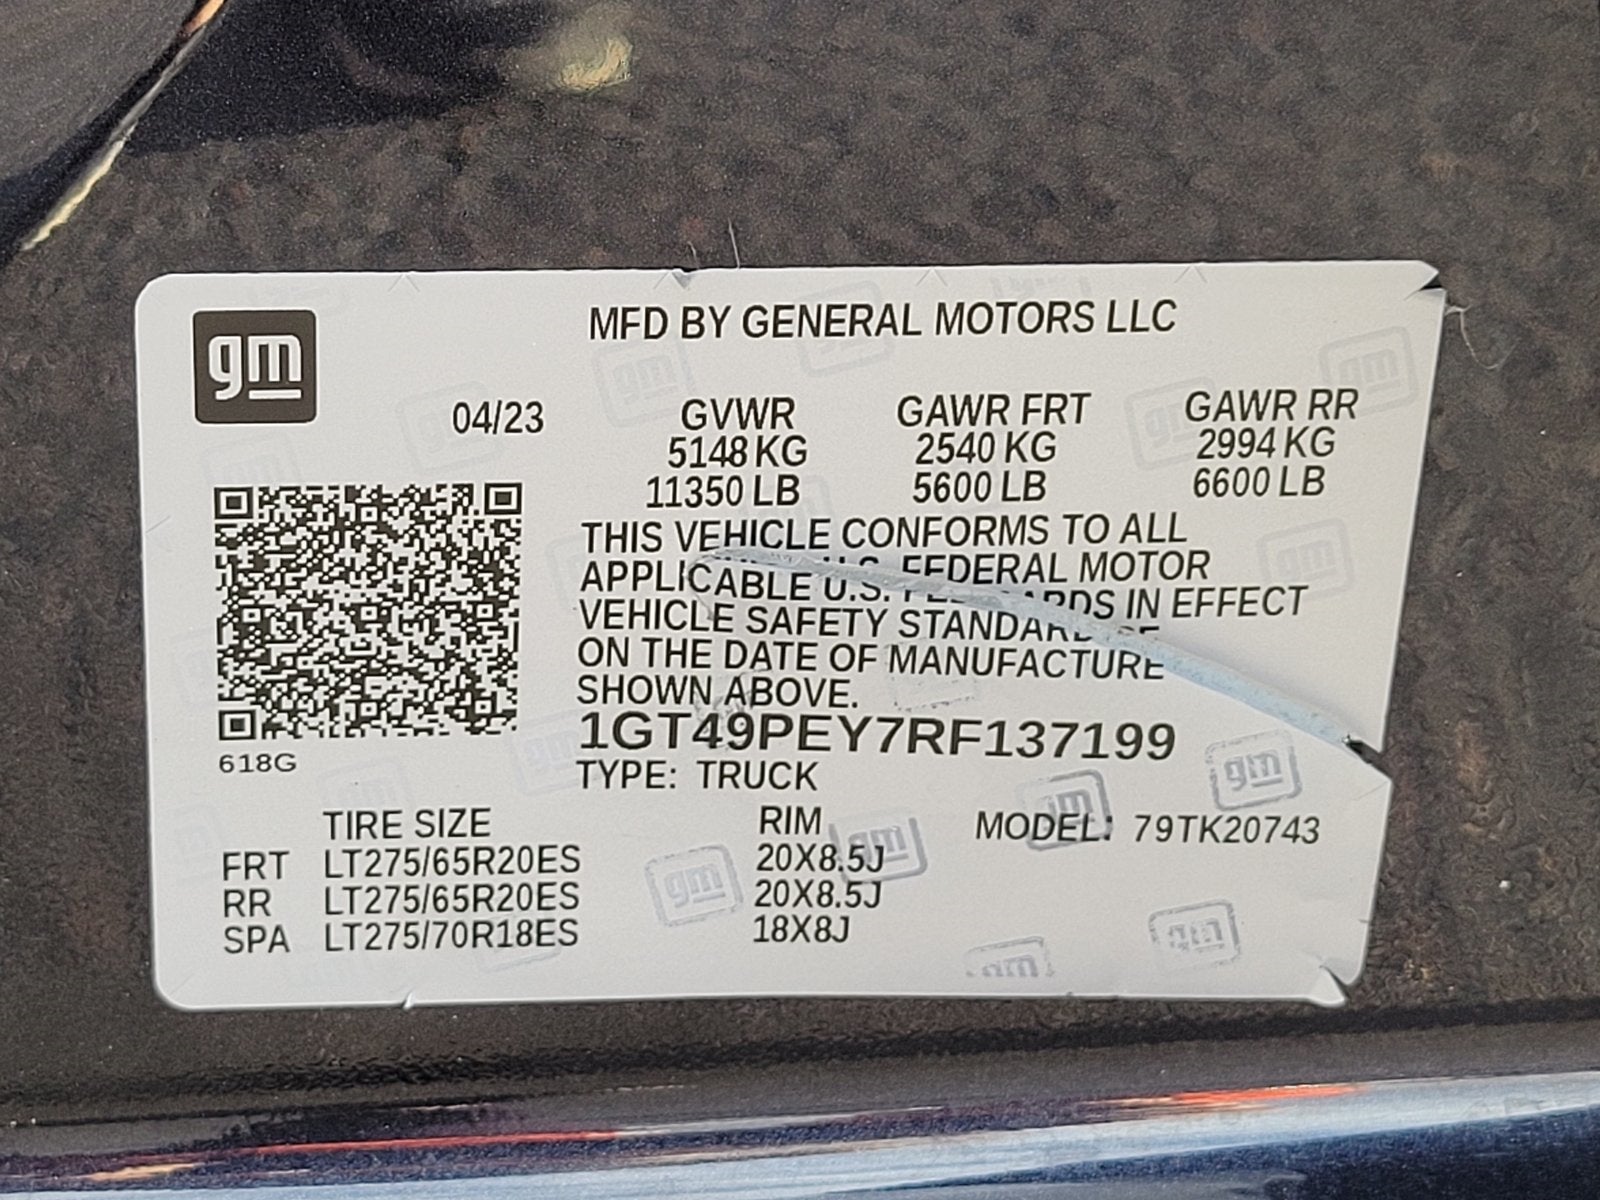 gm
MFD BY GENERAL MOTORS LLC
04/23 GVWR GAWR FRT GAWR RR
5148 KG 2540 KG 2994 KG
11350 LB 5600 LB 6600 LB
THIS VEHICLE CONFORMS TO ALL
APPLICABLE U.S. FEDERAL MOTOR
VEHICLE SAFETY STANDARDS IN EFFECT
ON THE DATE OF MANUFACTURE
SHOWN ABOVE.
1GT49PEY7RF137199
618G
TYPE: TRUCK
TIRE SIZE RIM MODEL: 79TK20743
FRT LT275/65R20ES 20X8.5J
RR LT275/65R20ES 20X8.5J
SPA LT275/70R18ES 18X8J